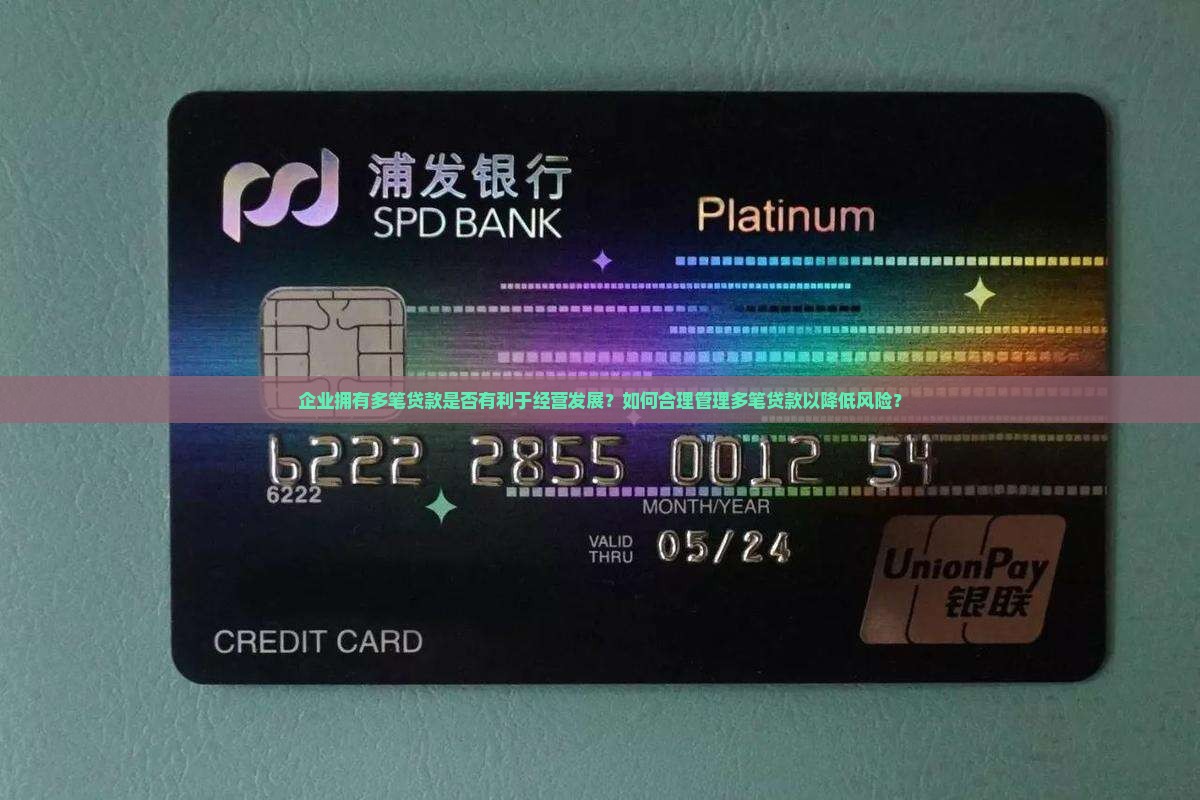 浦发银行
SPD BANK
Platinum
企业拥有多笔贷款是否有利于经营发展？如何合理管理多笔贷款以降低风险？
6222 2855 0012 54
6222
MONTH/YEAR
VALID
THRU
05/24
UnionPay
银联
CREDIT CARD